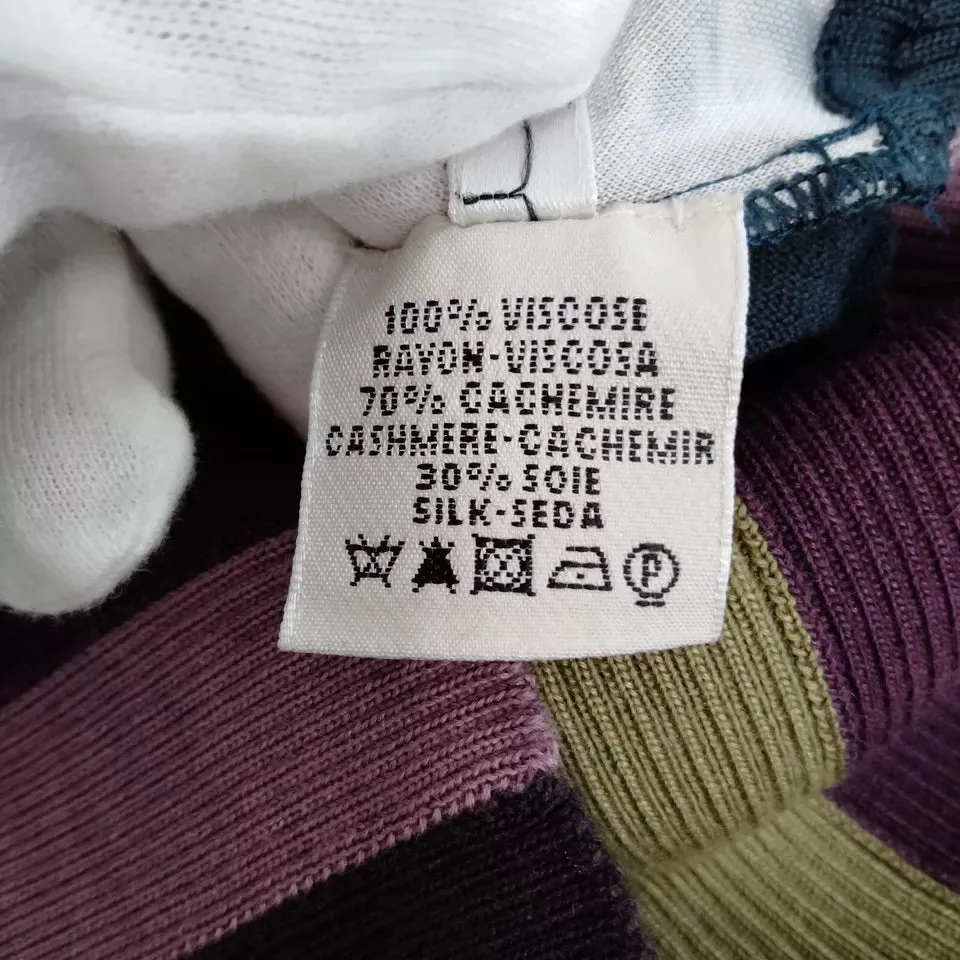 100% VISCOSE
RAYON-VISCOSA
70% CACHEMIRE
CASHMERE-CACHEMIR
30% SOIE
SILK-SEDA
P